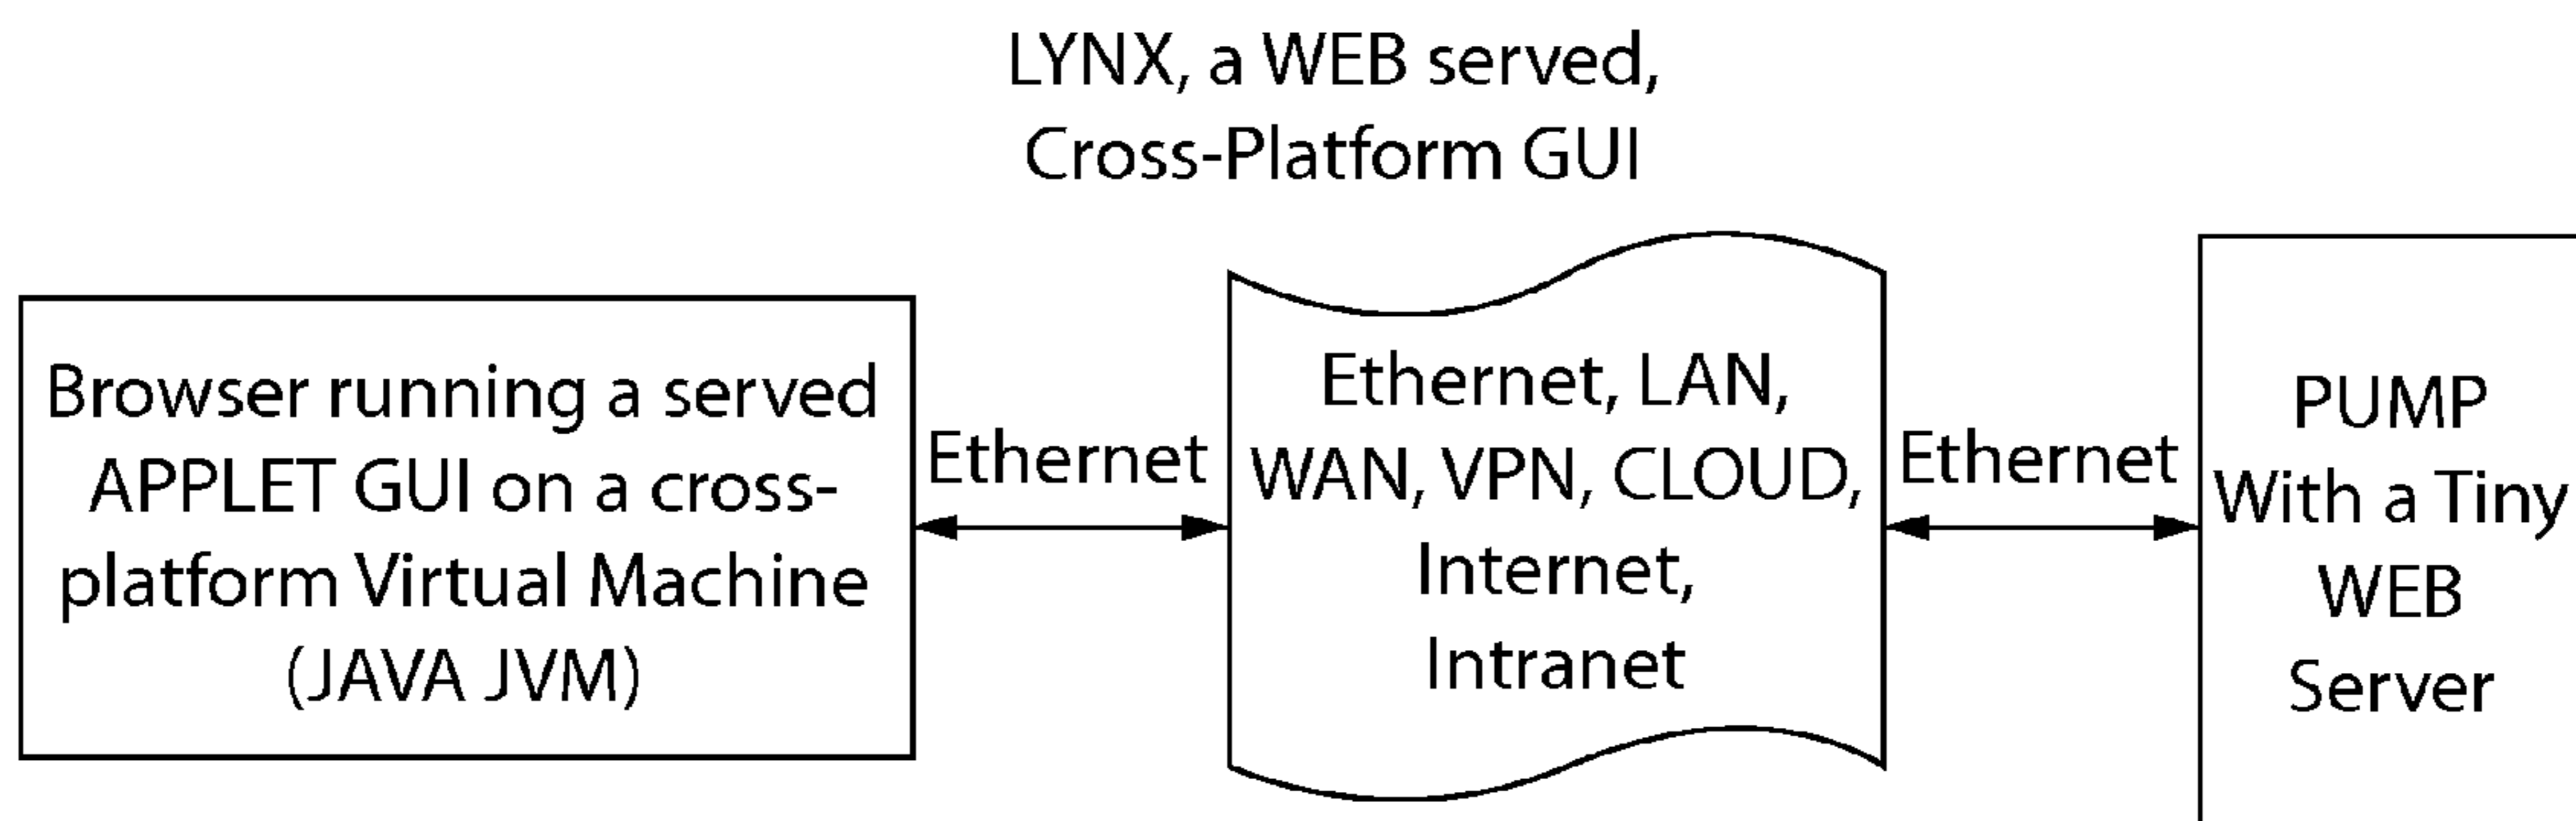 LYNX, a WEB served,
Cross-Platform GUI
Browser running a served
APPLET GUI on a cross-
platform Virtual Machine
(JAVA JVM)
Ethernet
Ethernet, LAN,
WAN, VPN, CLOUD,
Internet,
Intranet
Ethernet
PUMP
With a Tiny
WEB
Server